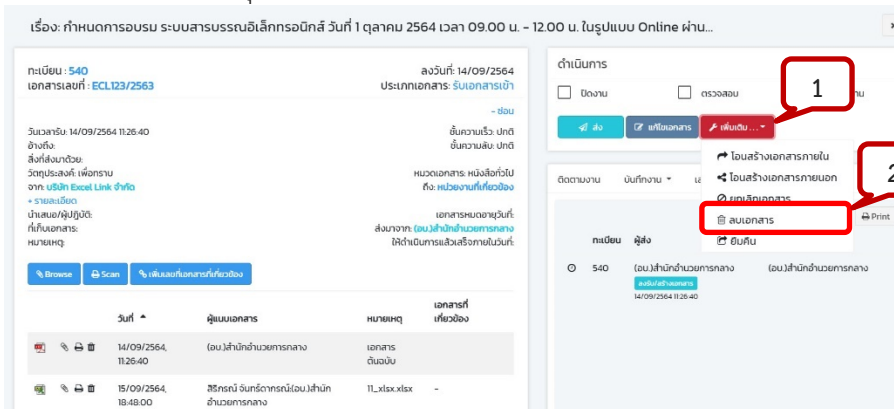 เรื่อง: กำหนดการอบรม ระบบสารบรรณอิเล็กทรอนิกส์ วันที่ 1 ตุลาคม 2564 เวลา 09.00 น. - 12.00 น. ในรูปแบบ Online ผ่าน...
ทะเบียน : 540
ลงวันที่: 14/09/2564
เอกสารเลขที่ : ECL123/2563
ประเภทเอกสาร: รับเอกสารเข้า
- ซ่อน
วันเวลารับ: 14/09/2564 11:26:40
ชั้นความเร็ว: ปกติ
อ้างถึง:
ชั้นความลับ: ปกติ
สิ่งที่ส่งมาด้วย:
วัตถุประสงค์: เพื่อทราบ
หมวดเอกสาร: หนังสือทั่วไป
จาก: บริษัท Excel Link จำกัด
ถึง: หน่วยงานที่เกี่ยวข้อง
+ รายละเอียด
นำเสนอ/ผู้ปฏิบัติ:
เอกสารหมดอายุวันที่:
ที่เก็บเอกสาร:
ส่งมาจาก: (อบ.)สำนักอำนวยการกลาง
หมายเหตุ:
ให้ดำเนินการแล้วเสร็จภายในวันที่:
Browse
Scan
เพิ่มเลขที่เอกสารที่เกี่ยวข้อง
วันที่
ผู้แนบเอกสาร
หมายเหตุ
เอกสารที่เกี่ยวข้อง
14/09/2564, 11:26:40
(อบ.)สำนักอำนวยการกลาง
เอกสารต้นฉบับ
15/09/2564, 18:48:00
สิริกรณ์ จันทร์ดากรณ์:(อบ.)สำนักอำนวยการกลาง
11_xlsx.xlsx
-
ดำเนินการ
ปิดงาน
ตรวจสอบ
1
ส่ง
แก้ไขเอกสาร
เพิ่มเติม...
โอนสร้างเอกสารภายใน
โอนสร้างเอกสารภายนอก
ยกเลิกเอกสาร
ลบเอกสาร
ยืมคืน
2
ติดตามงาน
บันทึกงาน
Print
ทะเบียน
ผู้ส่ง
540
(อบ.)สำนักอำนวยการกลาง
(อบ.)สำนักอำนวยการกลาง
ลงรับ/สร้างเอกสาร
14/09/2564 11:26:40